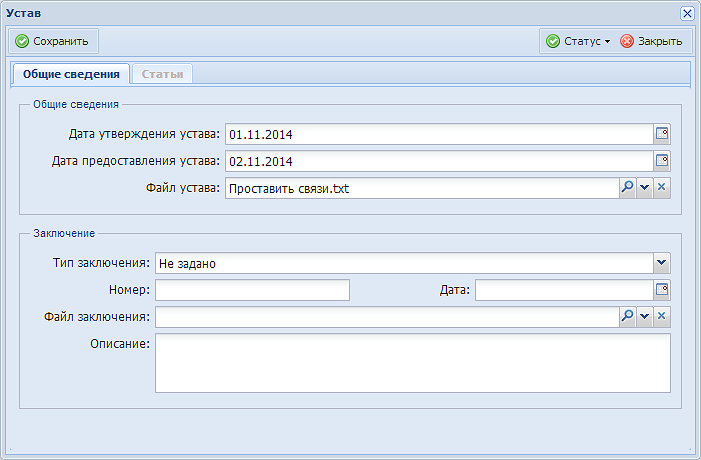 Устав
Сохранить Статус Закрыть
Общие сведения Статьи
Общие сведения
Дата утверждения устава: 01.11.2014
Дата предоставления устава: 02.11.2014
Файл устава: Проставить связи.txt
Заключение
Тип заключения: Не задано
Номер: Дата:
Файл заключения:
Описание: